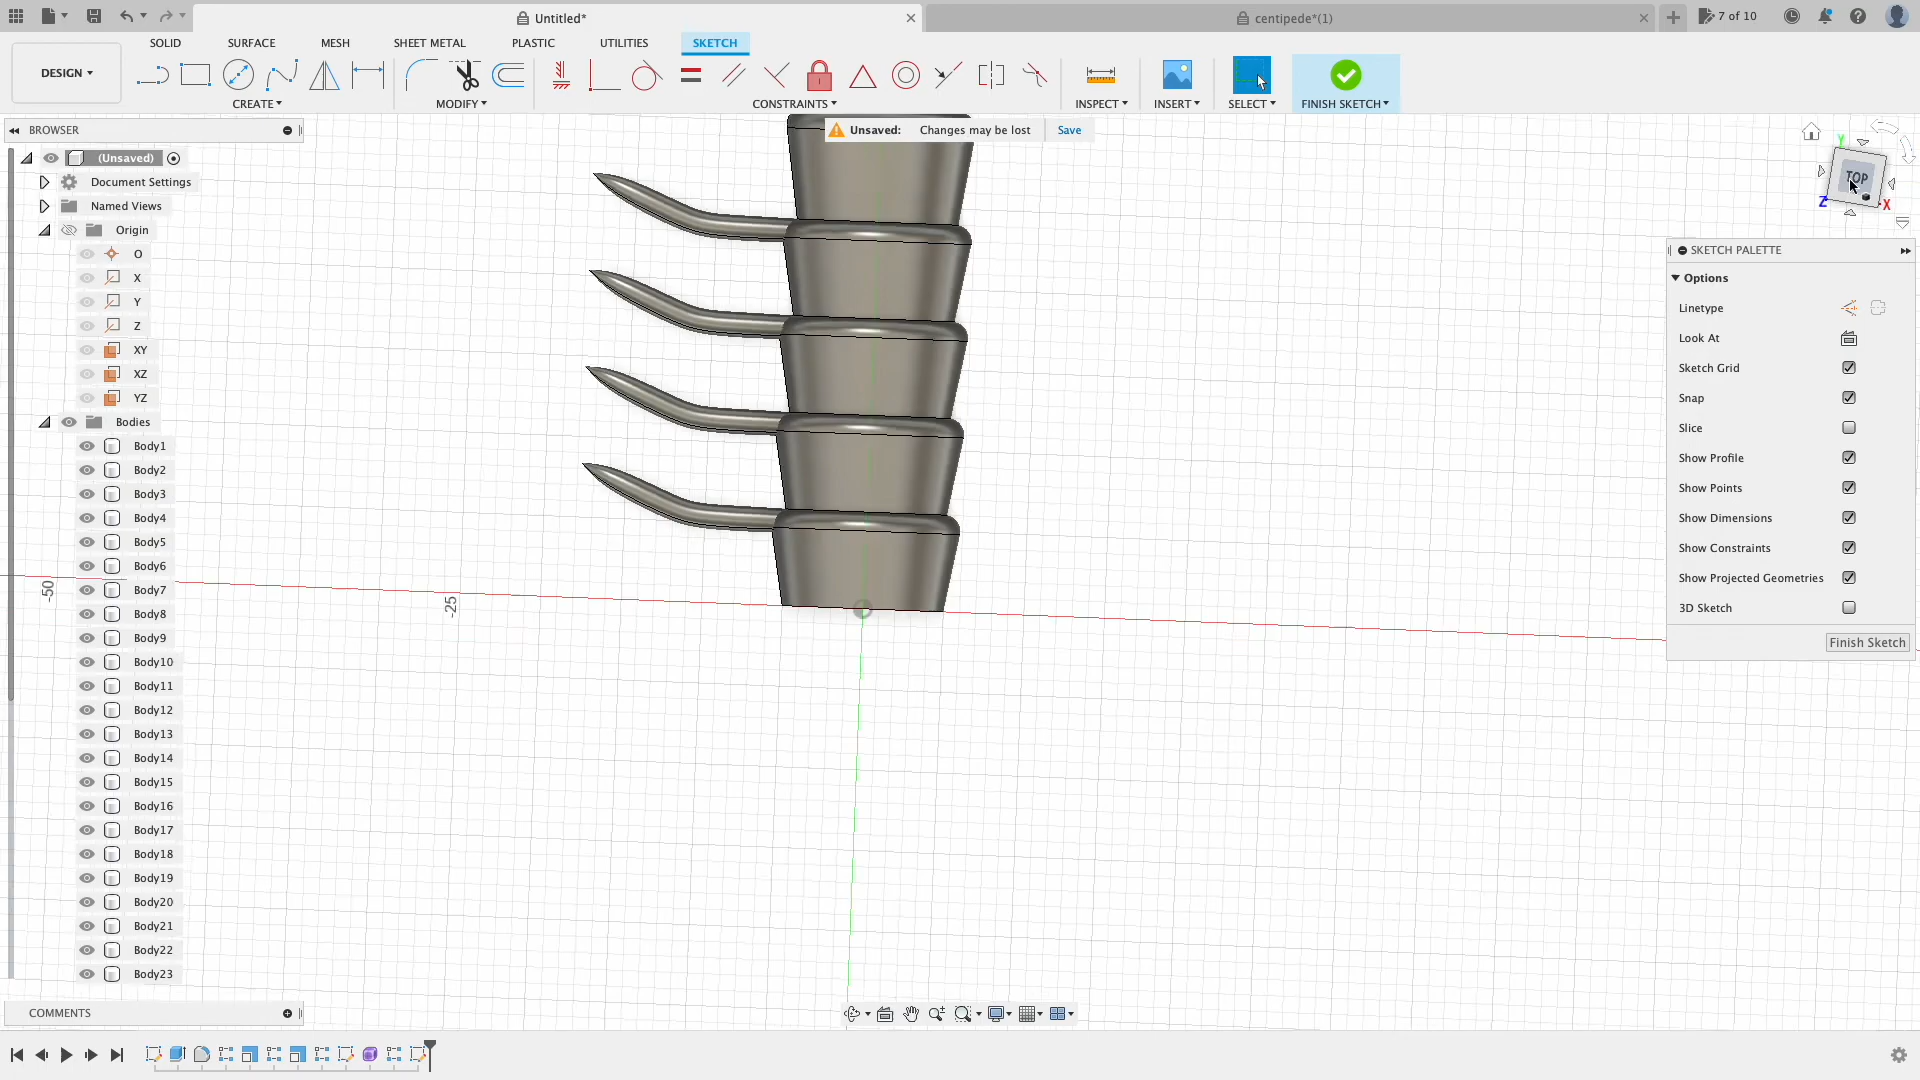 Untitled*
centipede*(1)
7 of 10
DESIGN
SOLID
SURFACE
MESH
SHEET METAL
PLASTIC
UTILITIES
SKETCH
CREATE
MODIFY
CONSTRAINTS
INSPECT
INSERT
SELECT
FINISH SKETCH
BROWSER
Unsaved: Changes may be lost Save
(Unsaved)
Document Settings
Named Views
Origin
O
X
Y
Z
XY
XZ
YZ
Bodies
Body1
Body2
Body3
Body4
Body5
Body6
Body7
Body8
Body9
Body10
Body11
Body12
Body13
Body14
Body15
Body16
Body17
Body18
Body19
Body20
Body21
Body22
Body23
-50
-25
Y
TOP
Z
X
SKETCH PALETTE
Options
Linetype
Look At
Sketch Grid
Snap
Slice
Show Profile
Show Points
Show Dimensions
Show Constraints
Show Projected Geometries
3D Sketch
Finish Sketch
COMMENTS